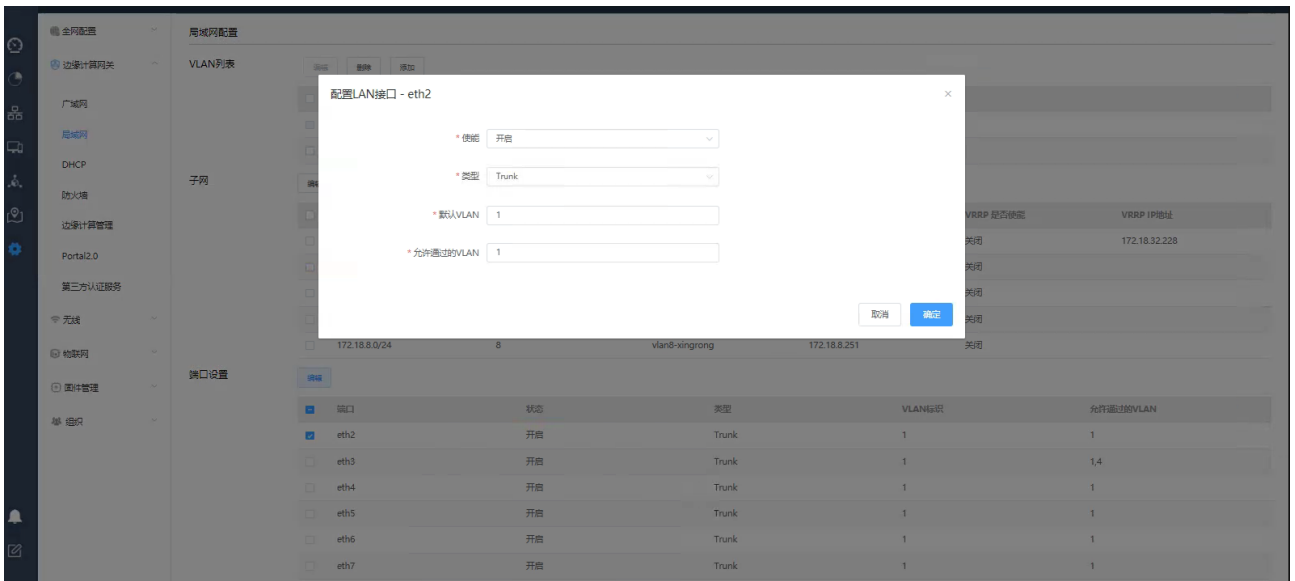 全网配置
边缘计算网关
广域网
局域网
DHCP
防火墙
边缘计算管理
Portal2.0
第三方认证服务
无线
物联网
固件管理
组织
局域网配置
VLAN列表
编辑 删除 添加
子网
编辑
VRRP 是否使能 VRRP IP地址
关闭 172.18.32.228
关闭
关闭
关闭
172.18.8.0/24 8 vlan8-xingrong 172.18.8.251 关闭
配置LAN接口 - eth2
* 使能 开启
* 类型 Trunk
* 默认VLAN 1
* 允许通过的VLAN 1
取消 确定
端口设置
编辑
端口 状态 类型 VLAN标识 允许通过的VLAN
eth2 开启 Trunk 1 1
eth3 开启 Trunk 1 1,4
eth4 开启 Trunk 1 1
eth5 开启 Trunk 1 1
eth6 开启 Trunk 1 1
eth7 开启 Trunk 1 1